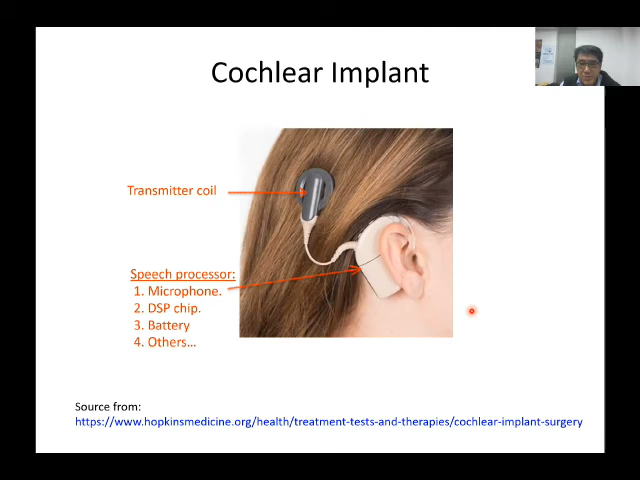 Cochlear Implant
Transmitter coil
Speech processor:
1. Microphone.
2. DSP chip.
3. Battery
4. Others...
Source from:
https://www.hopkinsmedicine.org/health/treatment-tests-and-therapies/cochlear-implant-surgery